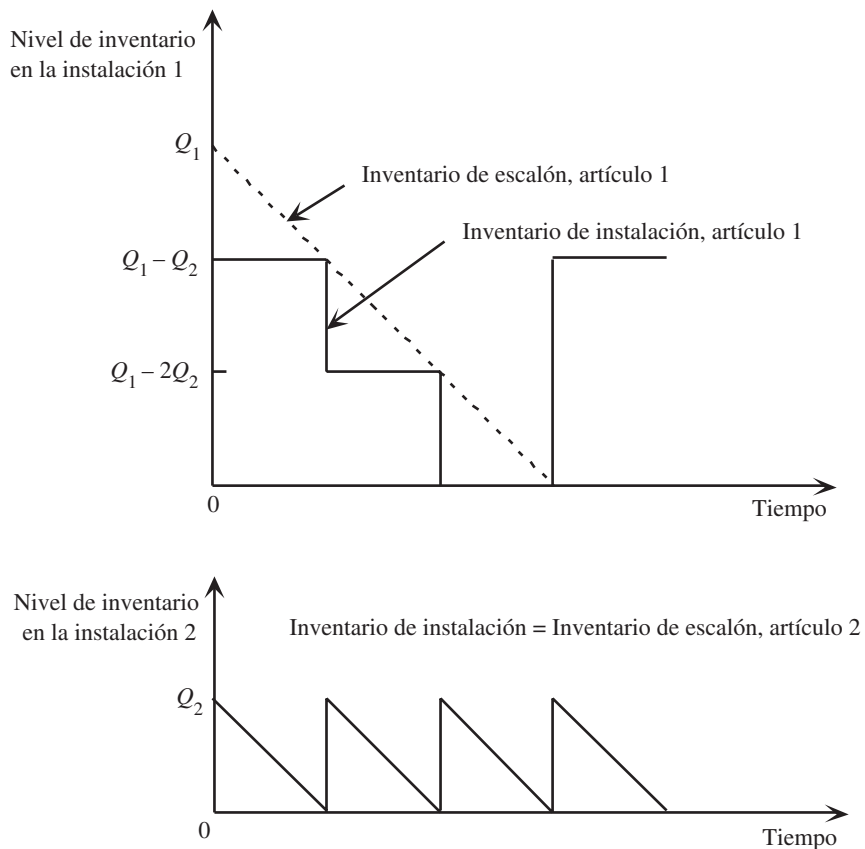 Nivel de inventario
en la instalación 1
Q₁
Inventario de escalón, artículo 1
Inventario de instalación, artículo 1
Q₁ – Q₂
Q₁ – 2Q₂
0
Tiempo
Nivel de inventario
en la instalación 2
Inventario de instalación = Inventario de escalón, artículo 2
Q₂
0
Tiempo